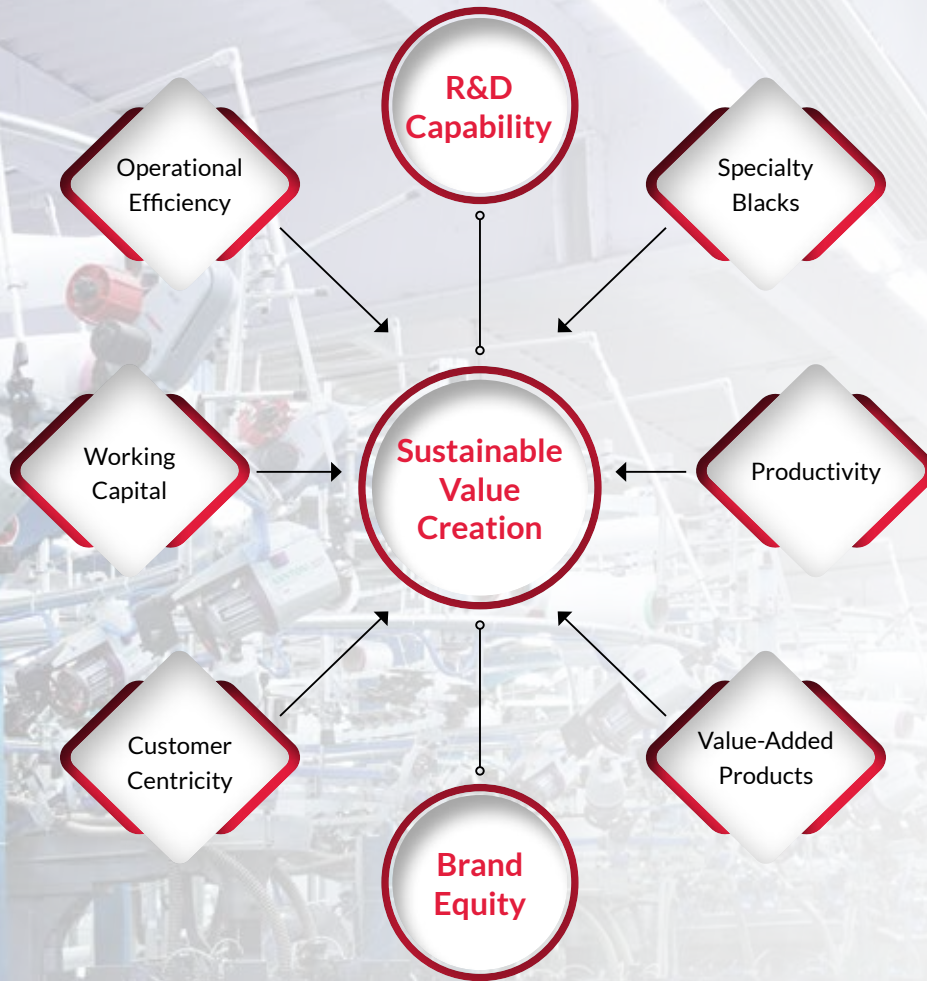 R&D
Capability
Operational
Efficiency
Specialty
Blacks
Working
Capital
Sustainable
Value
Creation
Productivity
Customer
Centricity
Value-Added
Products
Brand
Equity